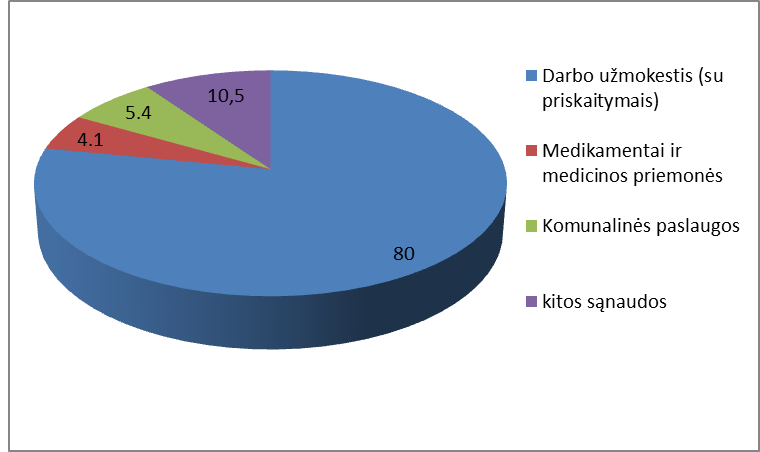 10,5
5.4
4.1
80
Darbo užmokestis (su
priskaitymais)
Medikamentai ir
medicinos priemonės
Komunalinės paslaugos
kitos sąnaudos